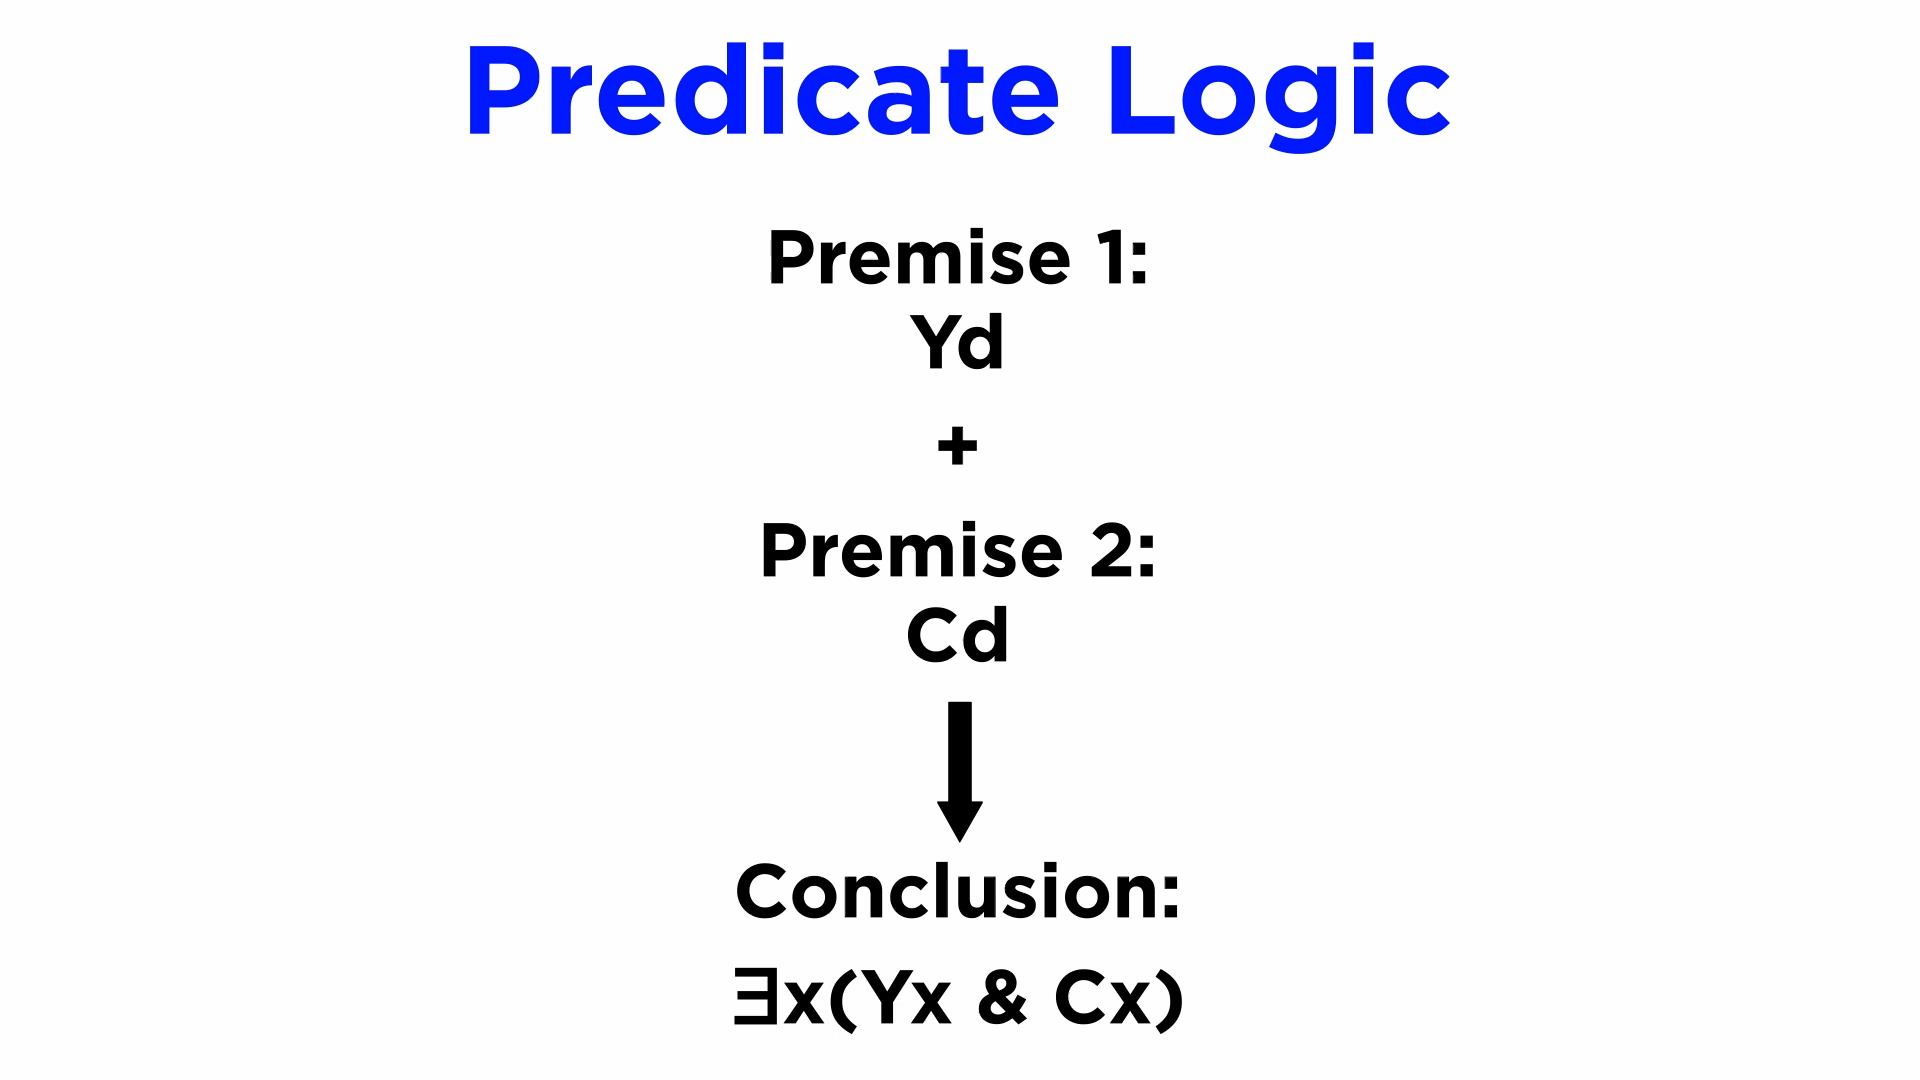 Predicate Logic
Premise 1:
Yd
+
Premise 2:
Cd
Conclusion:
∃x(Yx & Cx)